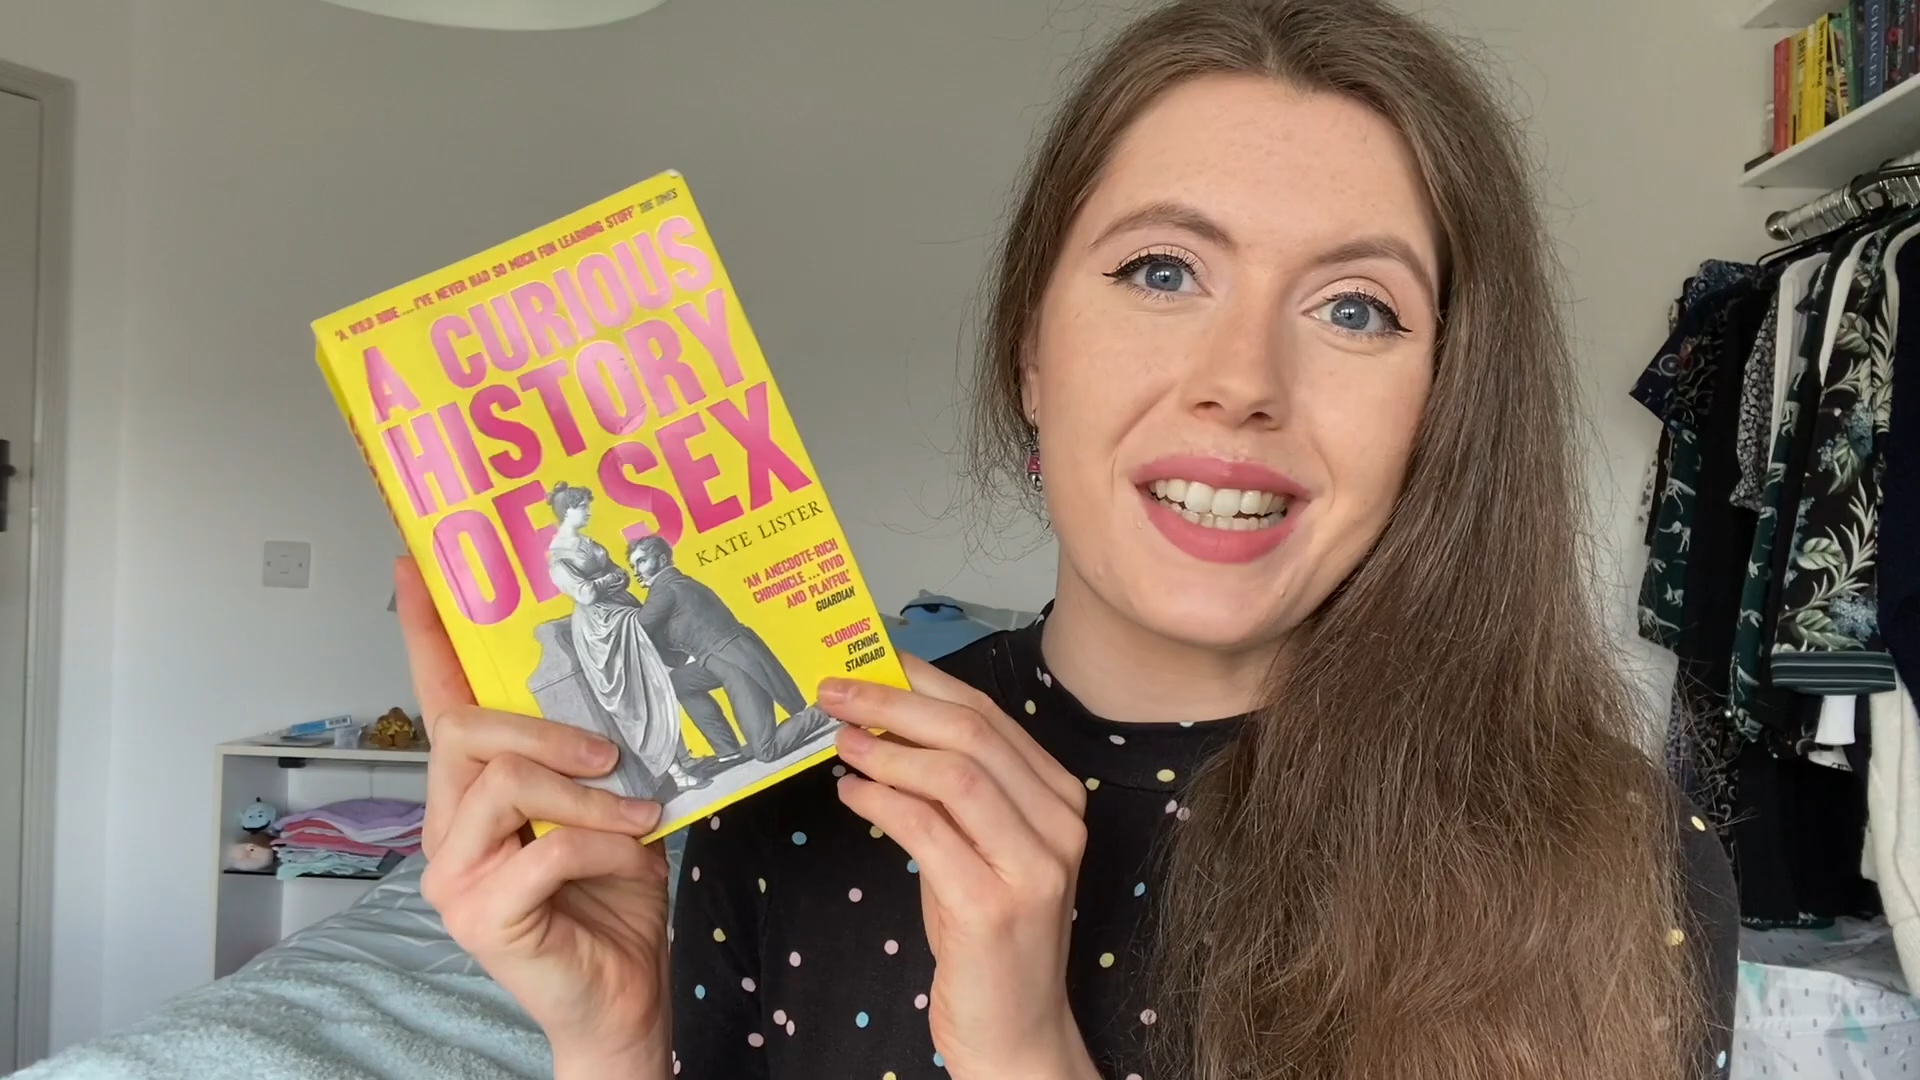 'A WILD RIDE ... I'VE NEVER HAD SO MUCH FUN LEARNING STUFF' THE TIMES
A CURIOUS
HISTORY
OF SEX
KATE LISTER
'AN ANECDOTE-RICH
CHRONICLE ... VIVID
AND PLAYFUL'
GUARDIAN
'GLORIOUS'
EVENING
STANDARD
CHAUCER